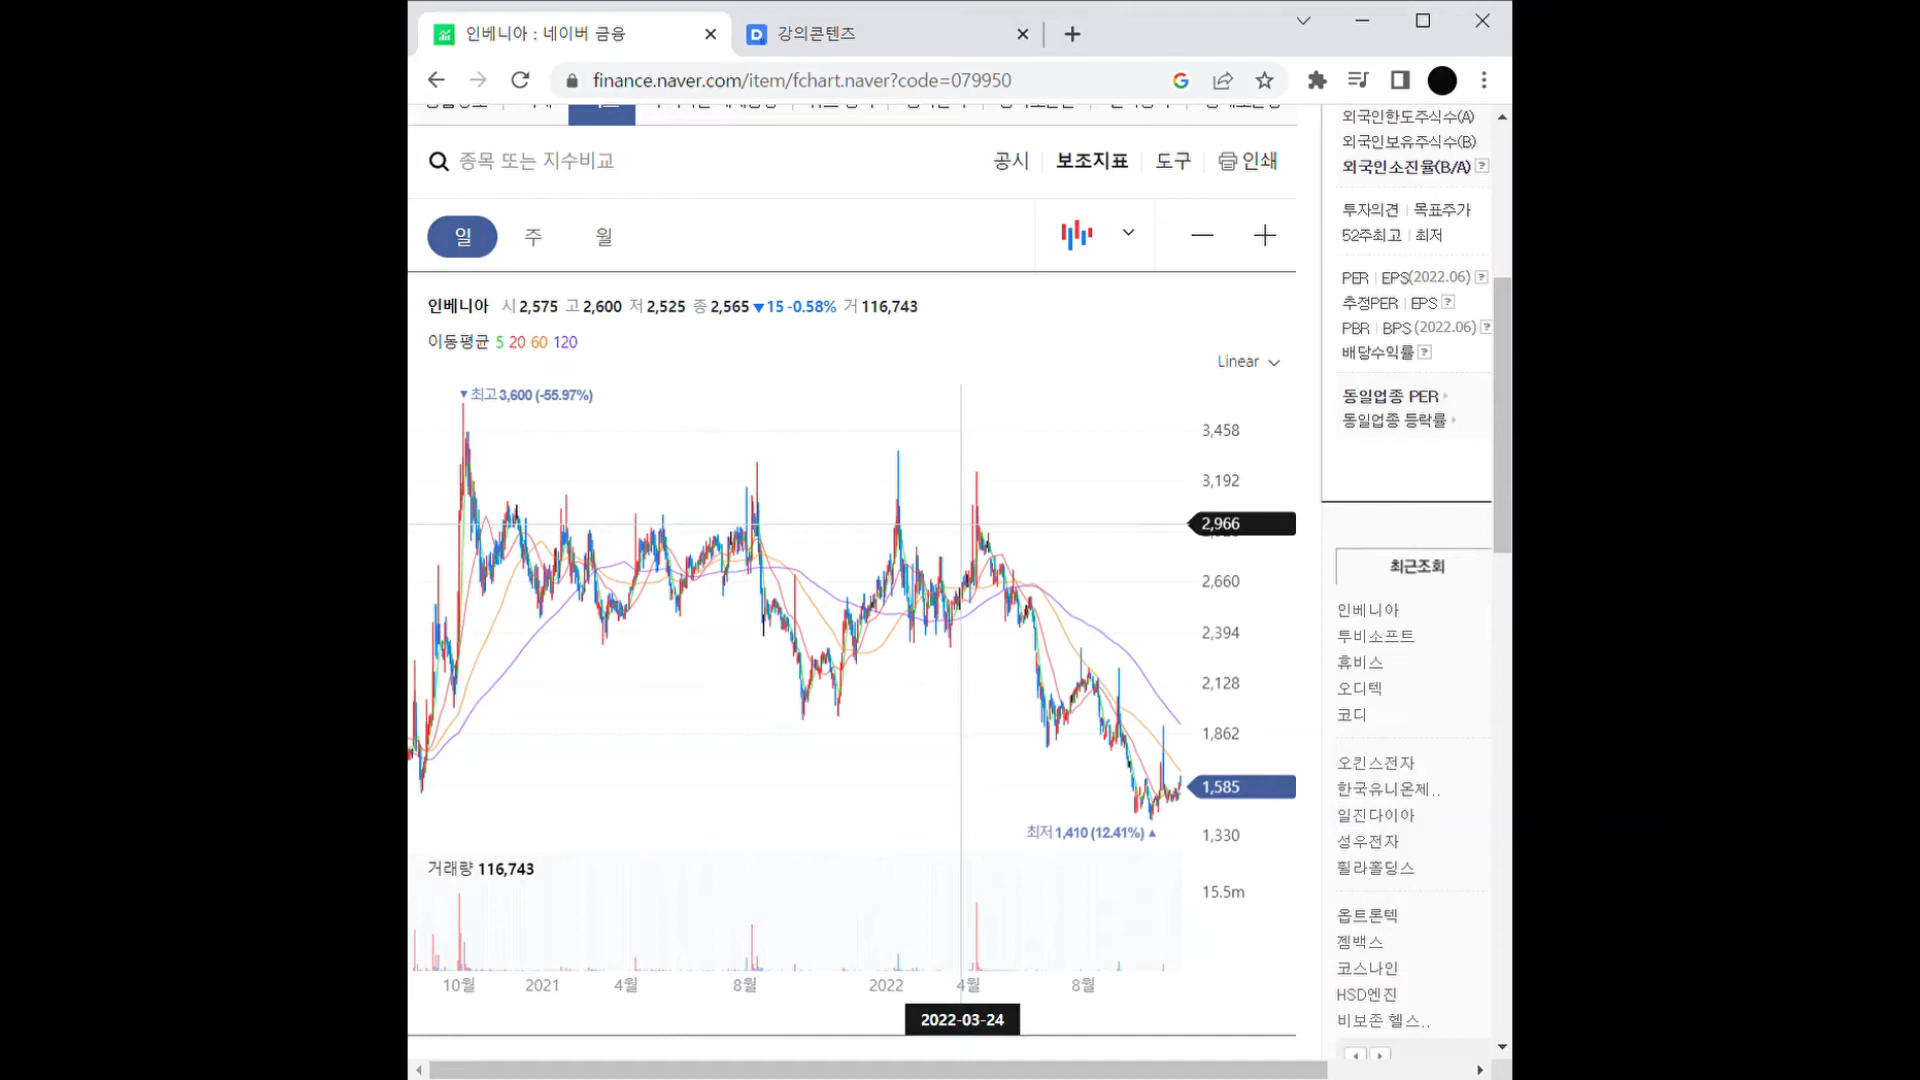 인베니아 : 네이버 금융
강의콘텐츠
finance.naver.com/item/fchart.naver?code=079950
종목 또는 지수비교
공시 보조지표 도구 인쇄
일 주 월
인베니아 시 2,575 고 2,600 저 2,525 종 2,565 ▼15 -0.58% 거 116,743
이동평균 5 20 60 120
Linear
▼최고 3,600 (-55.97%)
3,458
3,192
2,966
2,660
2,394
2,128
1,862
1,585
최저 1,410 (12.41%) ▲
1,330
거래량 116,743
15.5m
10월 2021 4월 8월 2022 4월 8월
2022-03-24
외국인한도주식수(A)
외국인보유주식수(B)
외국인소진율(B/A) ?
투자의견 | 목표주가
52주최고 | 최저
PER | EPS(2022.06) ?
추정PER | EPS ?
PBR | BPS (2022.06) ?
배당수익률 ?
동일업종 PER
동일업종 등락률
최근조회
인베니아
투비소프트
휴비스
오디텍
코디
오킨스전자
한국유니온제..
일진다이아
성우전자
휠라홀딩스
옵트론텍
젬백스
코스나인
HSD엔진
비보존 헬스..